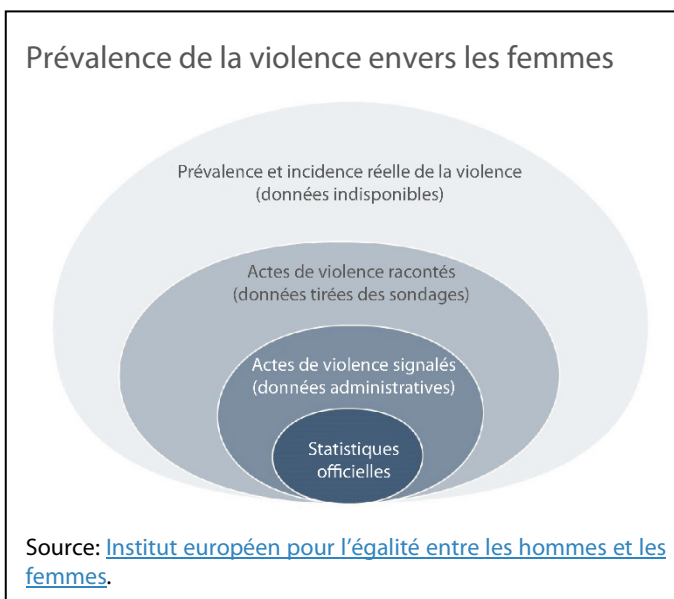 Prévalence de la violence envers les femmes
Prévalence et incidence réelle de la violence
(données indisponibles)
Actes de violence racontés
(données tirées des sondages)
Actes de violence signalés
(données administratives)
Statistiques
officielles
Source: Institut européen pour l'égalité entre les hommes et les
femmes.